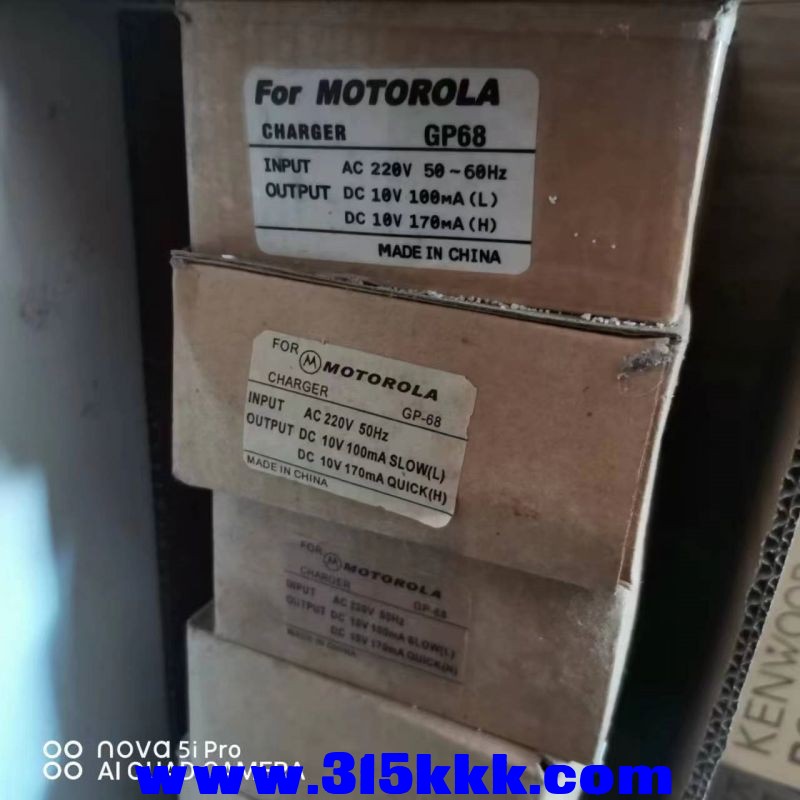 For MOTOROLA
CHARGER GP68
INPUT AC 220V 50~60Hz
OUTPUT DC 10V 100mA (L)
DC 10V 170mA (H)
MADE IN CHINA
FOR MOTOROLA
CHARGER GP-68
INPUT AC 220V 50Hz
OUTPUT DC 10V 100mA SLOW(L)
DC 10V 170mA QUICK(H)
MADE IN CHINA
FOR MOTOROLA
CHARGER GP-68
INPUT AC 220V 50Hz
OUTPUT DC 10V 100mA SLOW(L)
DC 10V 170mA QUICK(H)
MADE IN CHINA
KENWOOD
nova 5i Pro
AI QUAD CAMERA
www.315kkk.com